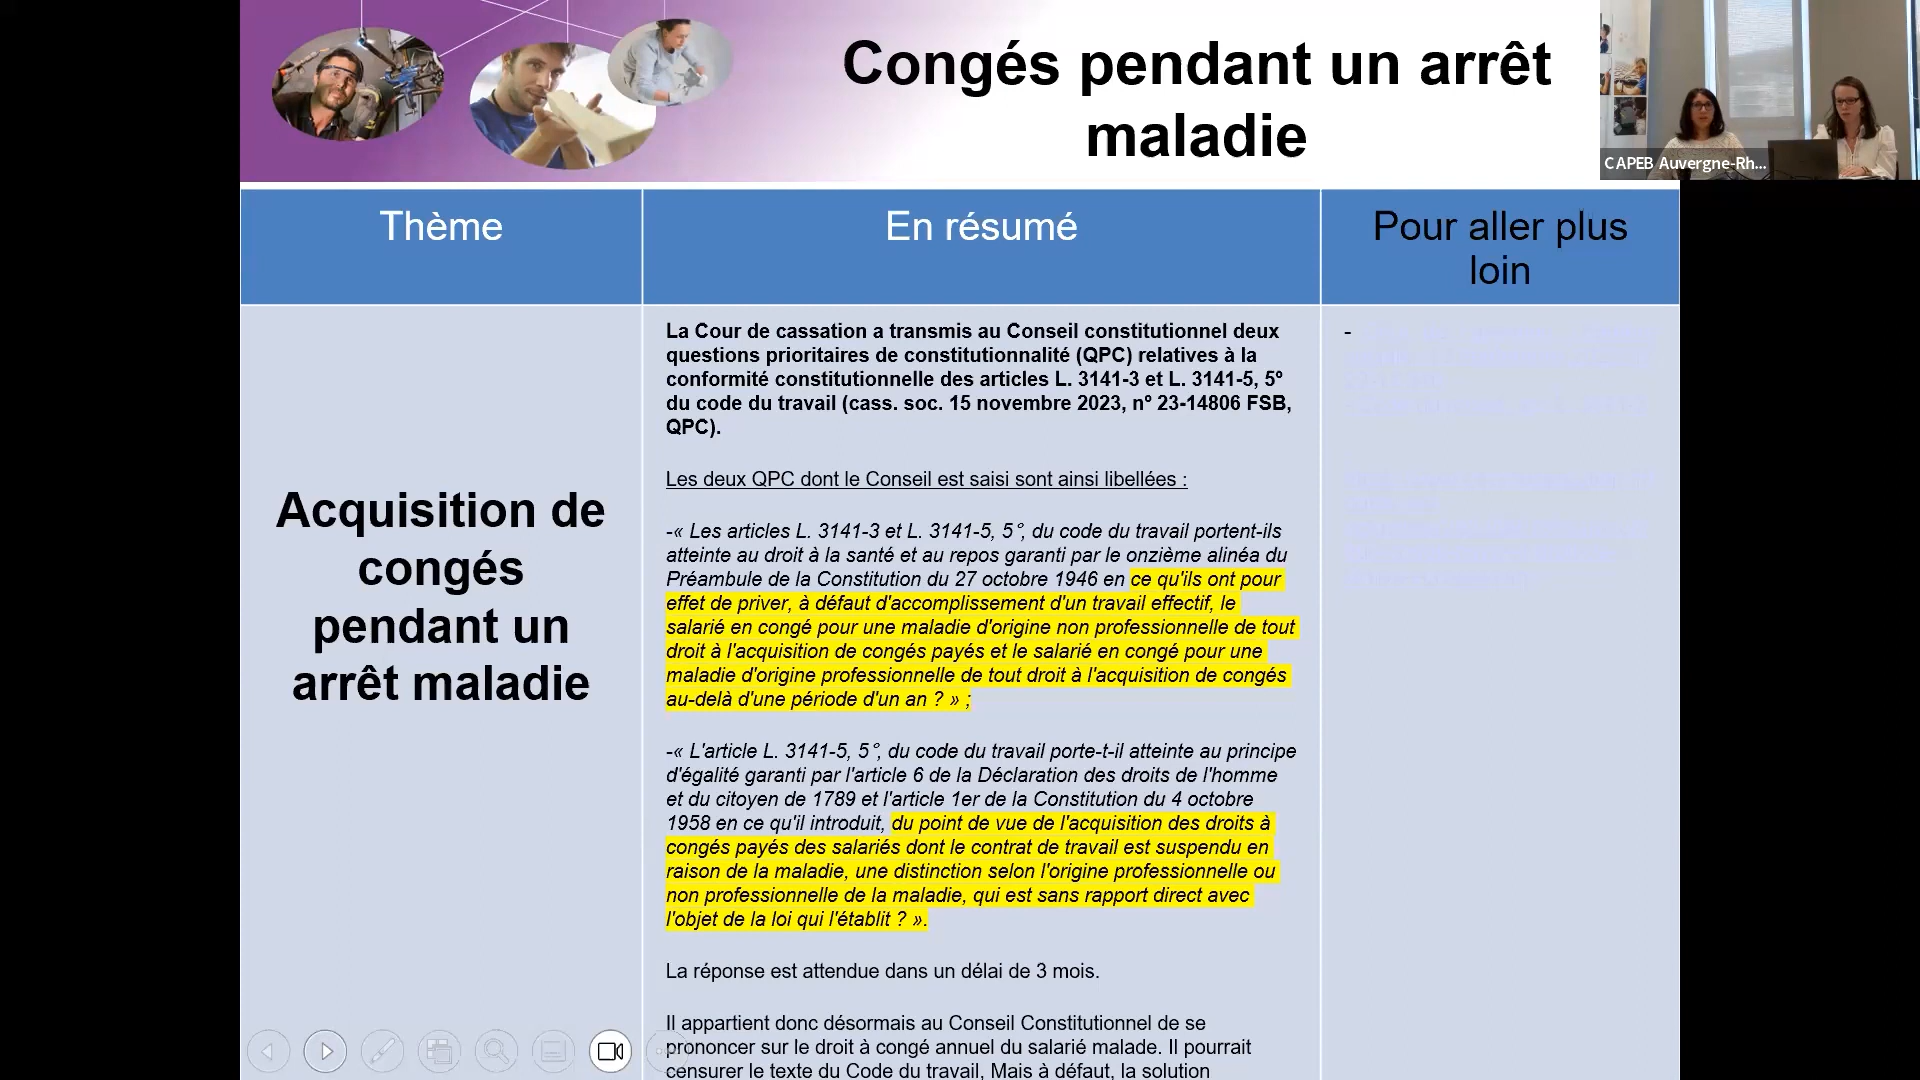 Congés pendant un arrêt
maladie
CAPEB Auvergne-Rh...
Thème
En résumé
Pour aller plus
loin
Acquisition de
congés
pendant un
arrêt maladie
La Cour de cassation a transmis au Conseil constitutionnel deux
questions prioritaires de constitutionnalité (QPC) relatives à la
conformité constitutionnelle des articles L. 3141-3 et L. 3141-5, 5º
du code du travail (cass. soc. 15 novembre 2023, nº 23-14806 FSB,
QPC).
Les deux QPC dont le Conseil est saisi sont ainsi libellées :
-« Les articles L. 3141-3 et L. 3141-5, 5°, du code du travail portent-ils
atteinte au droit à la santé et au repos garanti par le onzième alinéa du
Préambule de la Constitution du 27 octobre 1946 en ce qu'ils ont pour
effet de priver, à défaut d'accomplissement d'un travail effectif, le
salarié en congé pour une maladie d'origine non professionnelle de tout
droit à l'acquisition de congés payés et le salarié en congé pour une
maladie d'origine professionnelle de tout droit à l'acquisition de congés
au-delà d'une période d'un an ? » ;
-« L'article L. 3141-5, 5°, du code du travail porte-t-il atteinte au principe
d'égalité garanti par l'article 6 de la Déclaration des droits de l'homme
et du citoyen de 1789 et l'article 1er de la Constitution du 4 octobre
1958 en ce qu'il introduit, du point de vue de l'acquisition des droits à
congés payés des salariés dont le contrat de travail est suspendu en
raison de la maladie, une distinction selon l'origine professionnelle ou
non professionnelle de la maladie, qui est sans rapport direct avec
l'objet de la loi qui l'établit ? ».
La réponse est attendue dans un délai de 3 mois.
Il appartient donc désormais au Conseil Constitutionnel de se
prononcer sur le droit à congé annuel du salarié malade. Il pourrait
censurer le texte du Code du travail, Mais à défaut, la solution
-